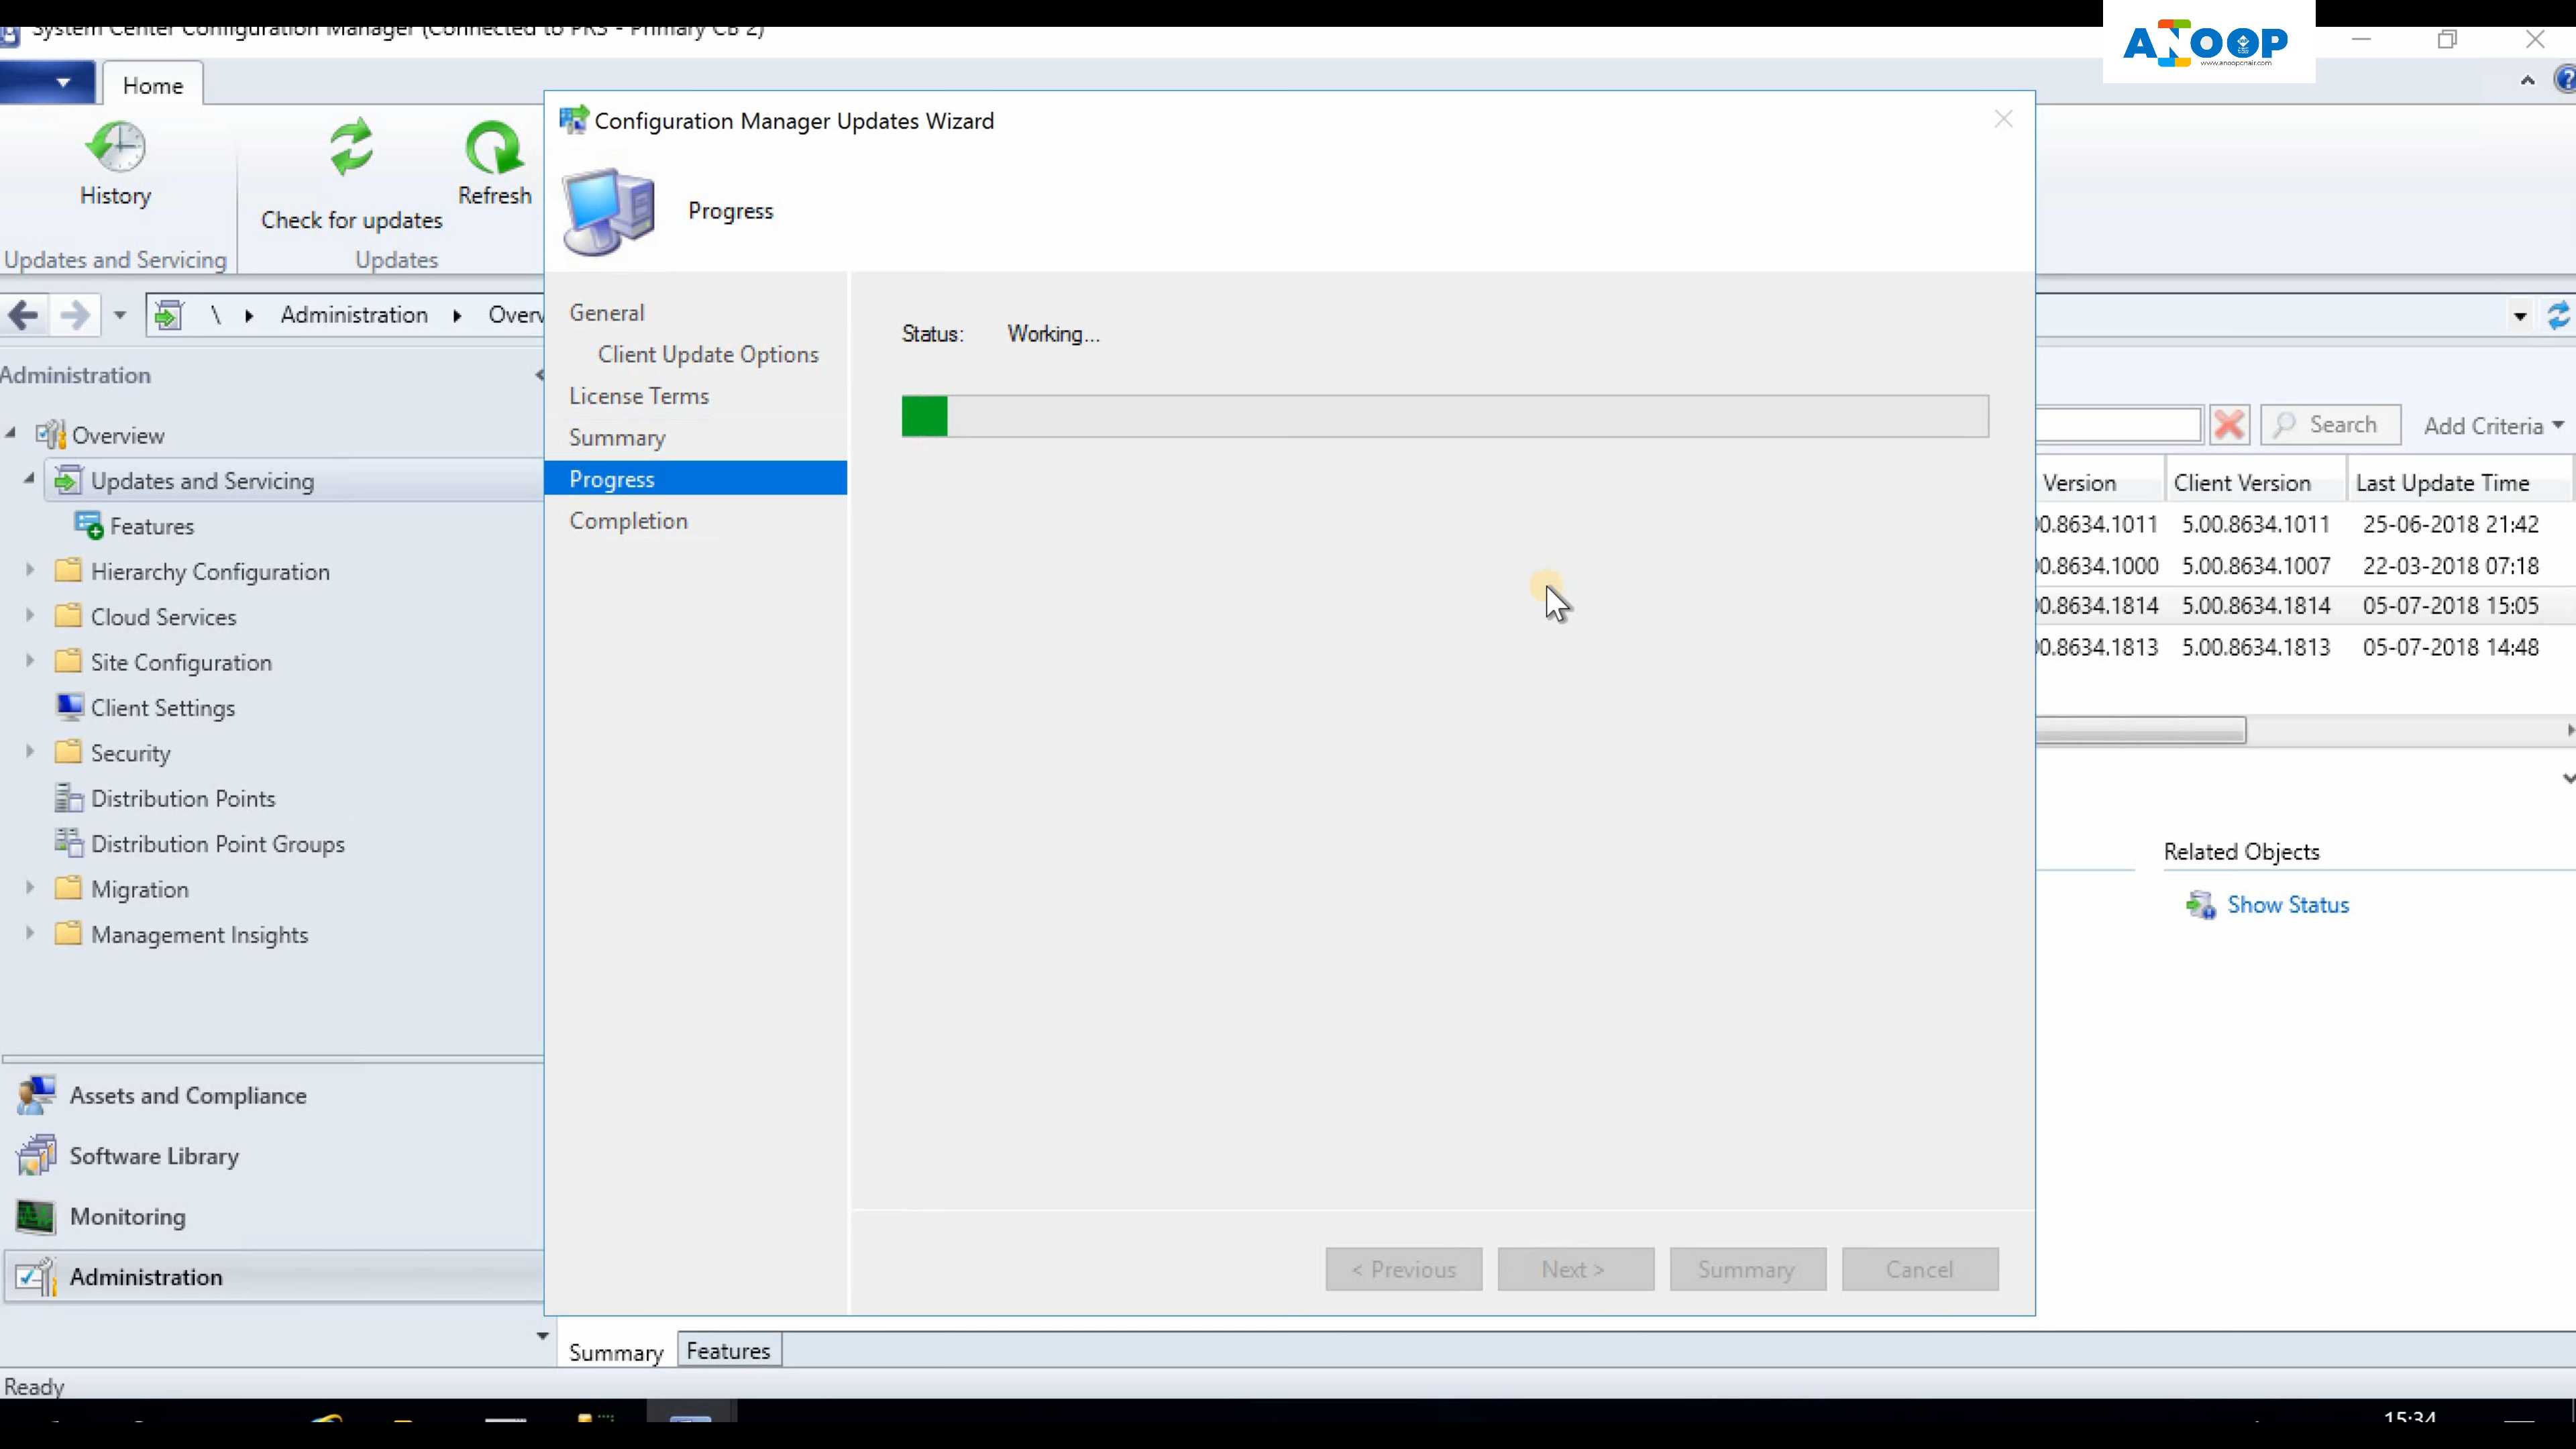 System Center Configuration Manager (Connected to PRS - Primary CB 2)
ANOOP
www.anoopcnair.com
Home
History
Check for updates
Refresh
Updates and Servicing
Updates
\ Administration
Administration
Overview
Updates and Servicing
Features
Hierarchy Configuration
Cloud Services
Site Configuration
Client Settings
Security
Distribution Points
Distribution Point Groups
Migration
Management Insights
Assets and Compliance
Software Library
Monitoring
Administration
Ready
Configuration Manager Updates Wizard
Progress
General
Client Update Options
License Terms
Summary
Progress
Completion
Status: Working...
< Previous Next > Summary Cancel
Summary Features
Search Add Criteria
Version Client Version Last Update Time
00.8634.1011 5.00.8634.1011 25-06-2018 21:42
00.8634.1000 5.00.8634.1007 22-03-2018 07:18
00.8634.1814 5.00.8634.1814 05-07-2018 15:05
00.8634.1813 5.00.8634.1813 05-07-2018 14:48
Related Objects
Show Status
15:34